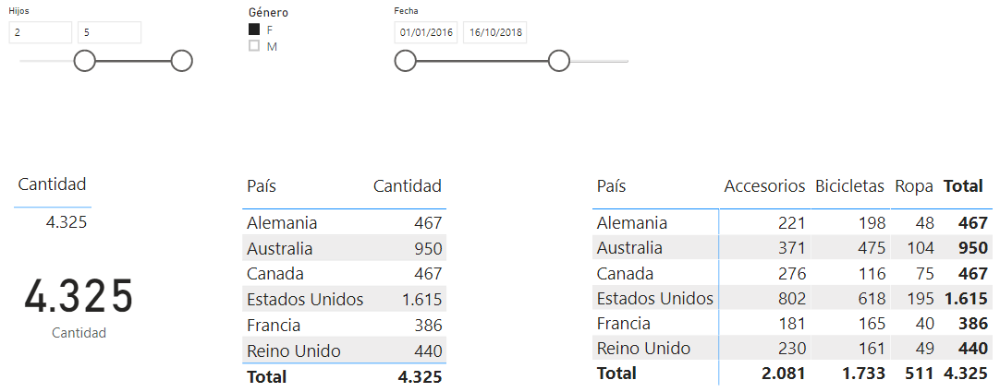 Hijos
2 5
Género
F
M
Fecha
01/01/2016 16/10/2018
Cantidad
4.325
4.325
Cantidad
País Cantidad
Alemania 467
Australia 950
Canada 467
Estados Unidos 1.615
Francia 386
Reino Unido 440
Total 4.325
País Accesorios Bicicletas Ropa Total
Alemania 221 198 48 467
Australia 371 475 104 950
Canada 276 116 75 467
Estados Unidos 802 618 195 1.615
Francia 181 165 40 386
Reino Unido 230 161 49 440
Total 2.081 1.733 511 4.325